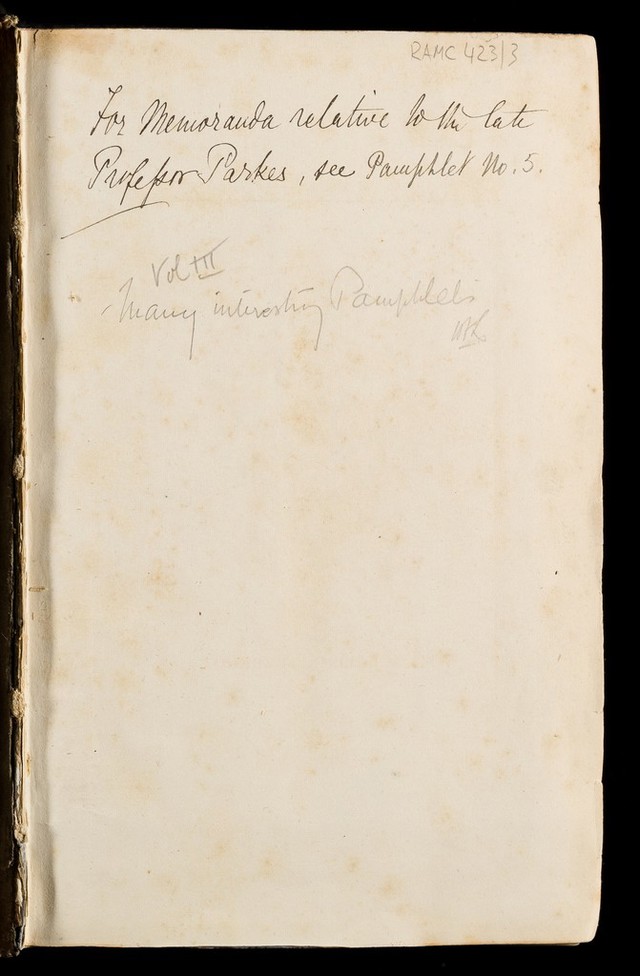 RAMC 423/3
For Memoranda relative to the late
Professor Parkes, see Pamphlet No. 5.
Vol III
Many interesting Pamphlets